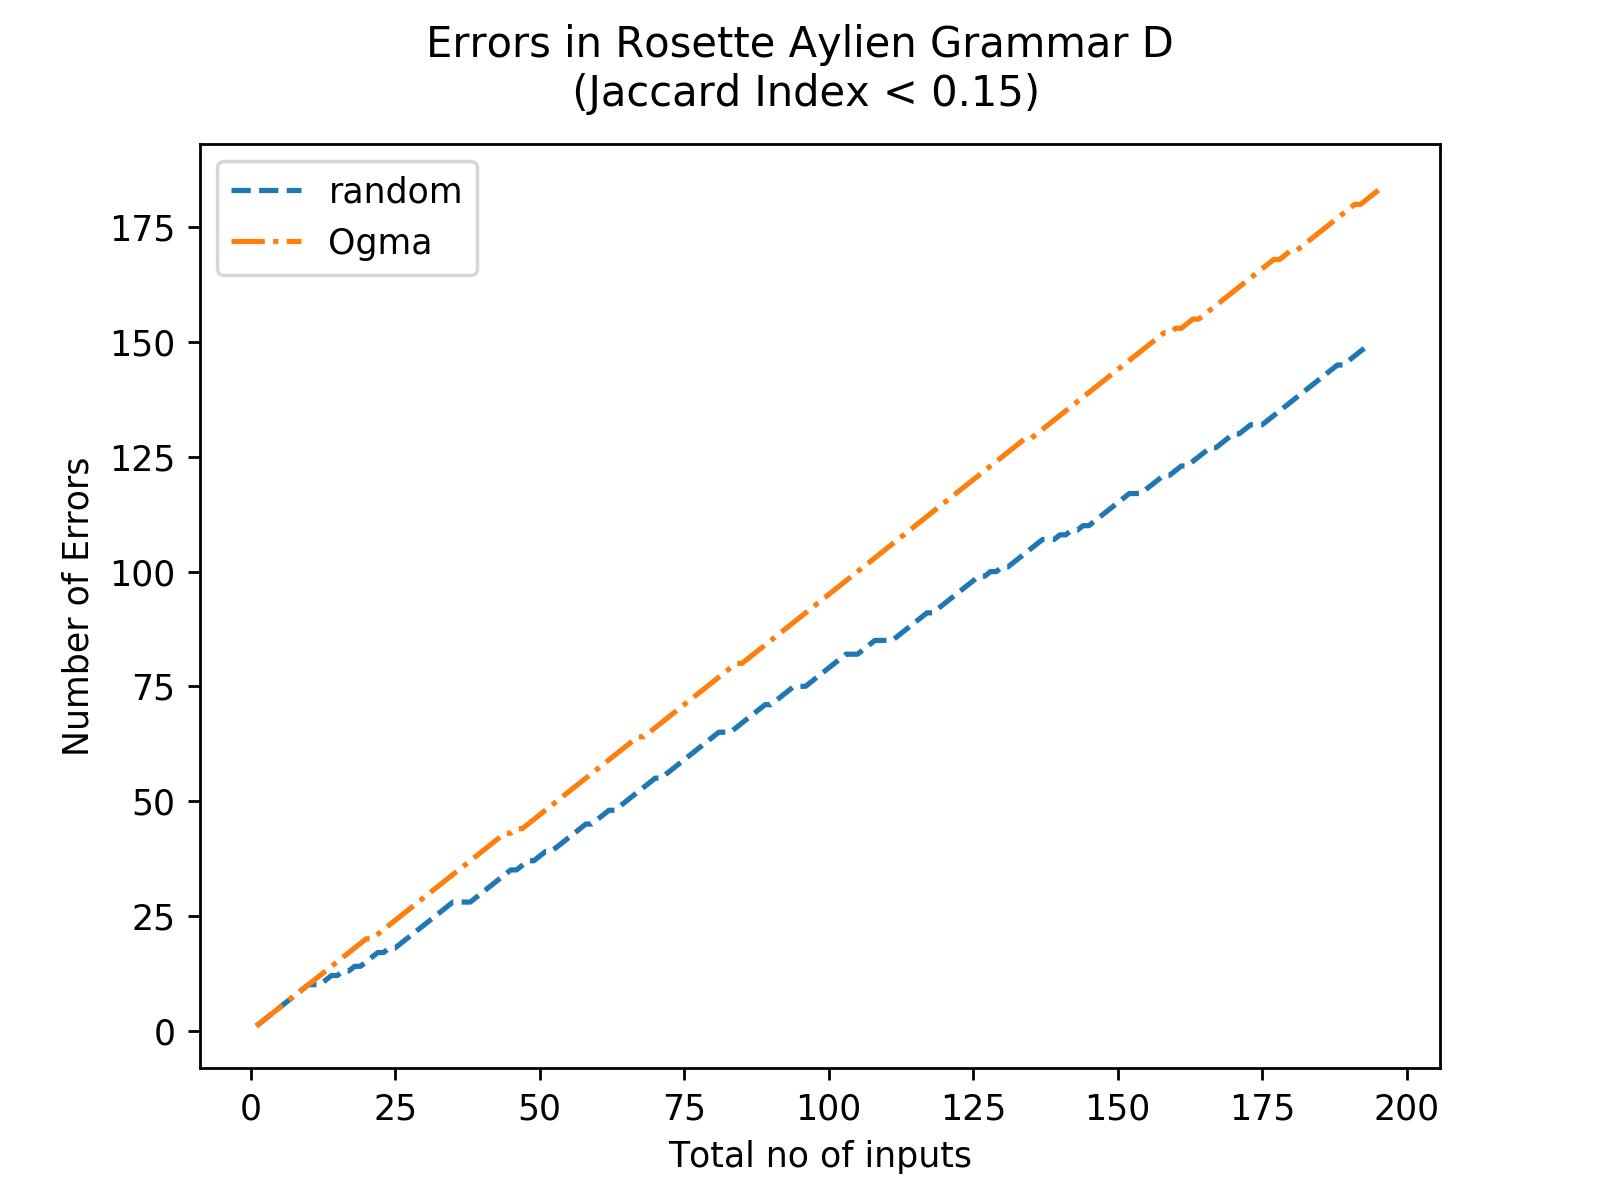 Errors in Rosette Aylien Grammar D
(Jaccard Index < 0.15)
random
Ogma
175
150
125
100
75
50
25
0
Number of Errors
0 25 50 75 100 125 150 175 200
Total no of inputs